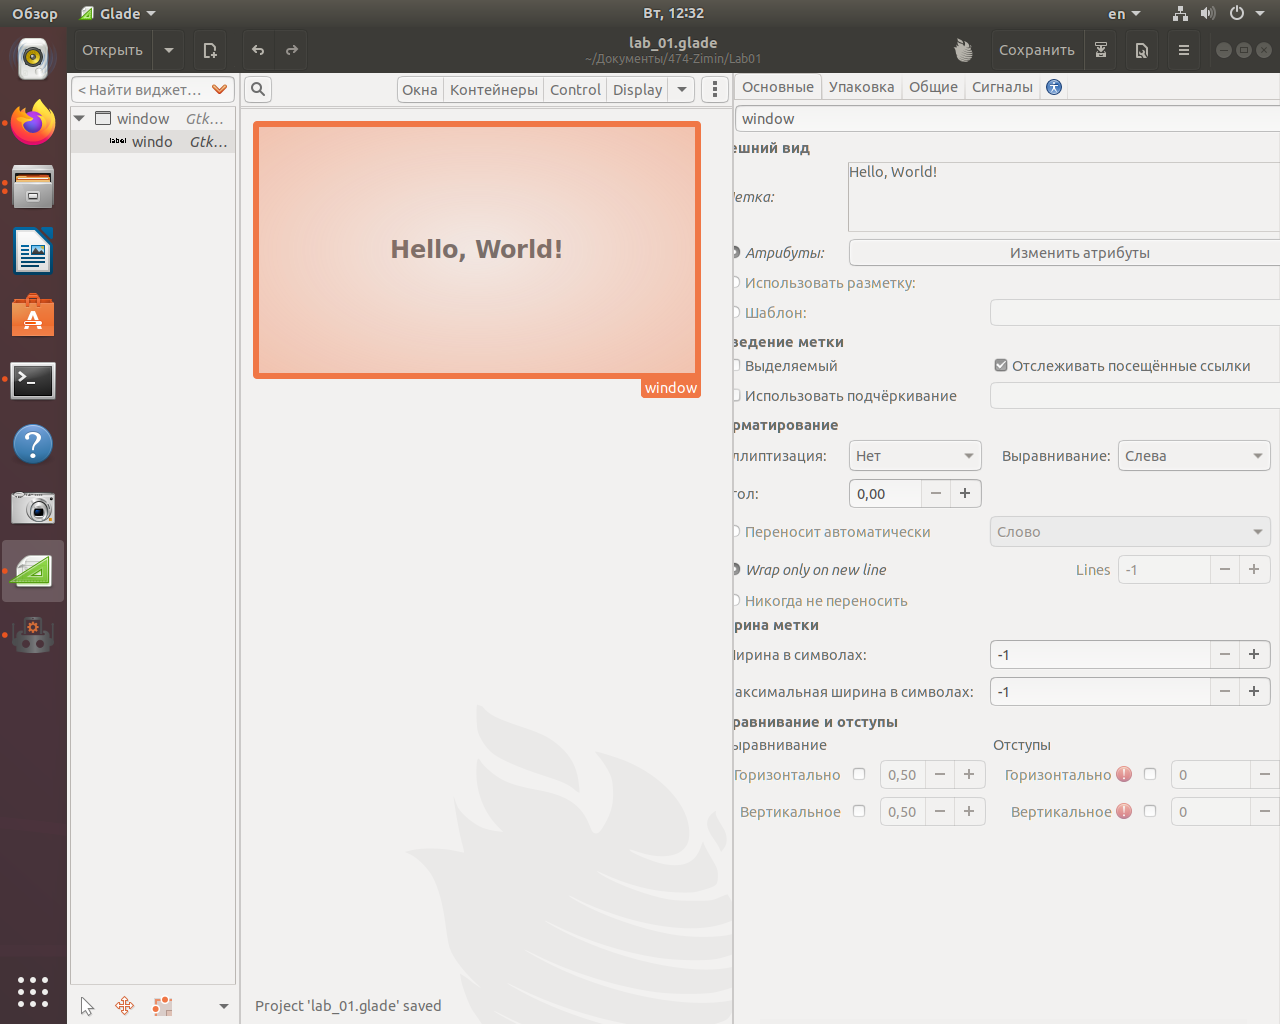 Обзор Glade Вт, 12:32 en
Открыть lab_01.glade Сохранить
~/Документы/474-Zimin/Lab01
< Найти виджет… Окна Контейнеры Control Display Основные Упаковка Общие Сигналы
window Gtk… window
label windo Gtk…
ешний вид
Hello, World!
етка:
Атрибуты: Изменить атрибуты
Hello, World!
Использовать разметку:
Шаблон:
ведение метки
Выделяемый Отслеживать посещённые ссылки
window
Использовать подчёркивание
рматирование
ллиптизация: Нет Выравнивание: Слева
гол: 0,00
Переносит автоматически Слово
Wrap only on new line Lines -1
Никогда не переносить
рина метки
Ширина в символах: -1
аксимальная ширина в символах: -1
равнивание и отступы
ыравнивание Отступы
Горизонтально 0,50 Горизонтально 0
Вертикальное 0,50 Вертикальное 0
Project 'lab_01.glade' saved